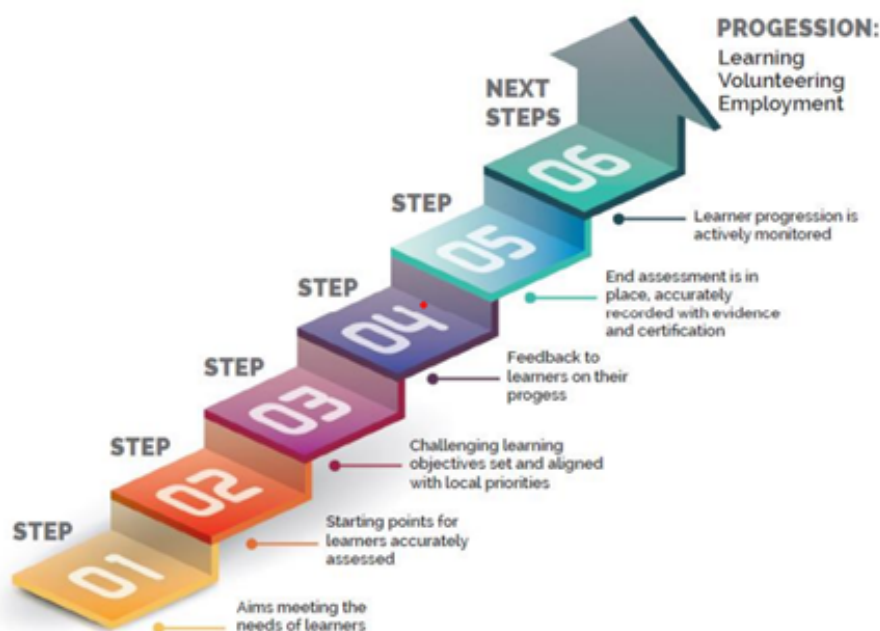 PROGESSION:
Learning
Volunteering
Employment
NEXT
STEPS
06
Learner progression is
actively monitored
STEP
05
End assessment is in
place, accurately
recorded with evidence
and certification
STEP
04
Feedback to
learners on their
progess
STEP
03
Challenging learning
objectives set and aligned
with local priorities
STEP
02
Starting points for
learners accurately
assessed
STEP
01
Aims meeting the
needs of learners